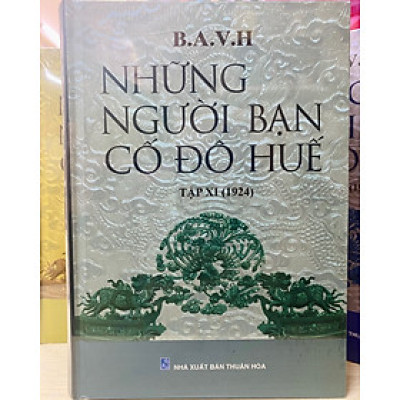 B.A.V.H
NHỮNG
NGƯỜI BẠN
CỐ ĐÔ HUẾ
TẬP XI (1924)
NHÀ XUẤT BẢN THUẬN HÓA